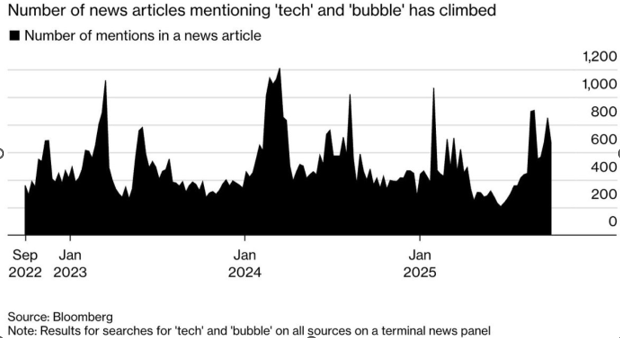 Number of news articles mentioning 'tech' and 'bubble' has climbed
Number of mentions in a news article
1,200
1,000
800
600
400
200
0
Sep Jan Jan Jan
2022 2023 2024 2025
Source: Bloomberg
Note: Results for searches for 'tech' and 'bubble' on all sources on a terminal news panel